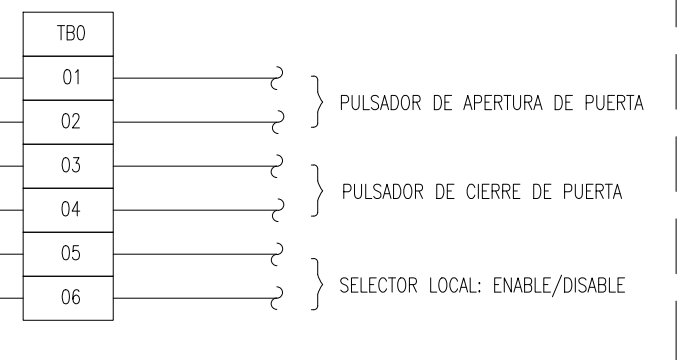 TB0
01
02
PULSADOR DE APERTURA DE PUERTA
03
04
PULSADOR DE CIERRE DE PUERTA
05
06
SELECTOR LOCAL: ENABLE/DISABLE